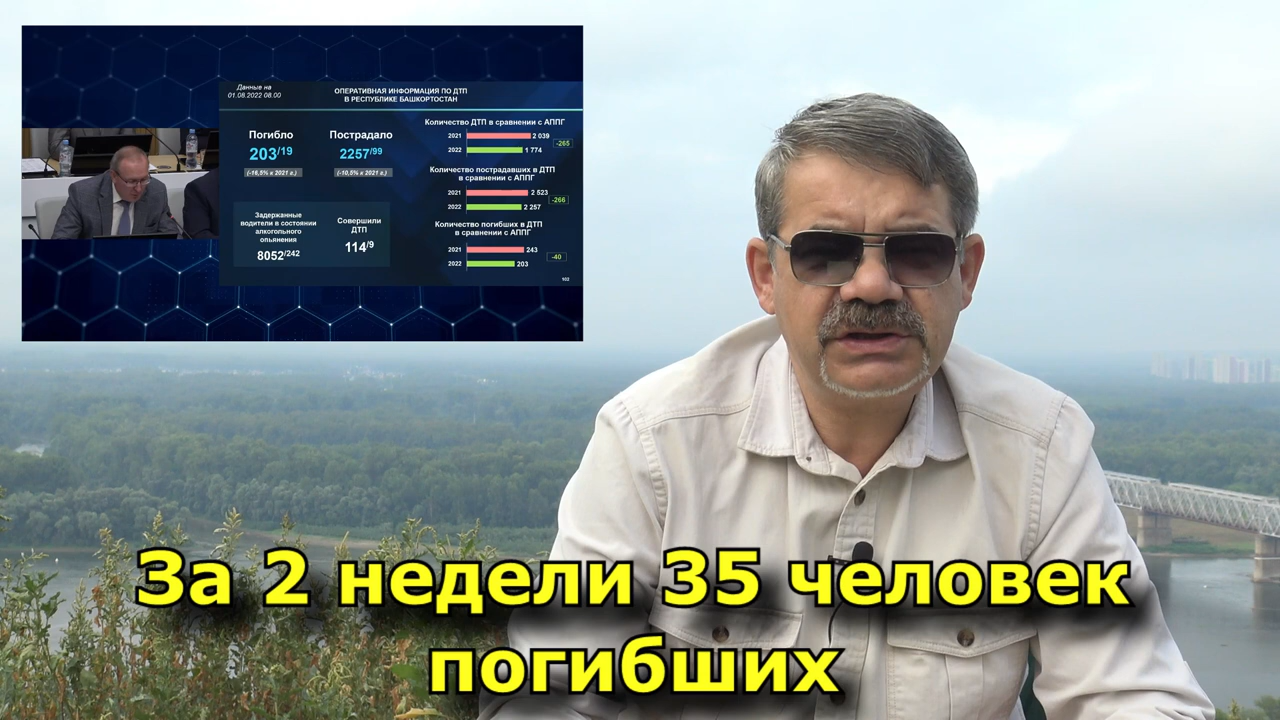 Данные на
01.08.2022 08.00
ОПЕРАТИВНАЯ ИНФОРМАЦИЯ ПО ДТП
В РЕСПУБЛИКЕ БАШКОРТОСТАН
Погибло
203/19
(-16,5% к 2021 г.)
Пострадало
2257/99
(-10,5% к 2021 г.)
Задержанные
водители в состоянии
алкогольного
опьянения
8052/242
Совершили
ДТП
114/9
Количество ДТП в сравнении с АППГ
2021 2 039
2022 1 774
-265
Количество пострадавших в ДТП
в сравнении с АППГ
2021 2 523
2022 2 257
-266
Количество погибших в ДТП
в сравнении с АППГ
2021 243
2022 203
-40
102
За 2 недели 35 человек
погибших